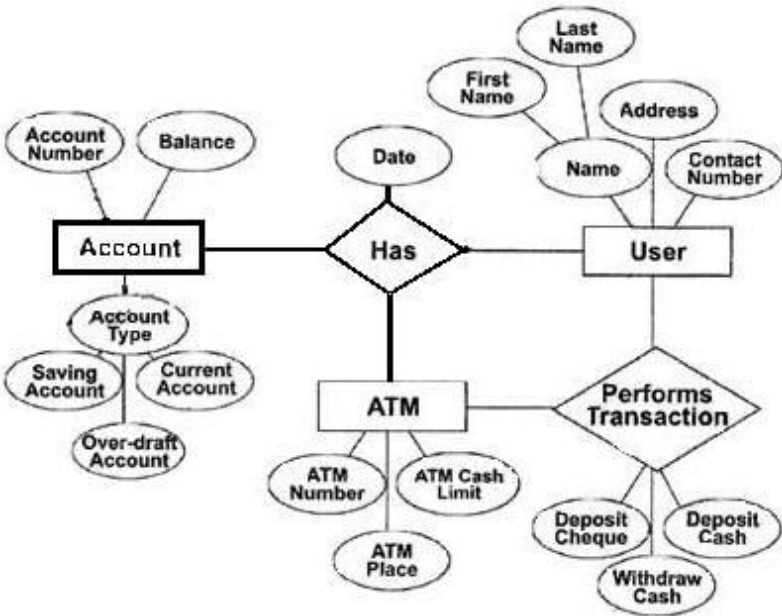 Last
Name
First
Name
Address
Account
Number
Balance
Date
Name
Contact
Number
Account
Has
User
Account
Type
Saving
Account
Current
Account
ATM
Performs
Transaction
Over-draft
Account
ATM
Number
ATM Cash
Limit
Deposit
Cheque
Deposit
Cash
ATM
Place
Withdraw
Cash